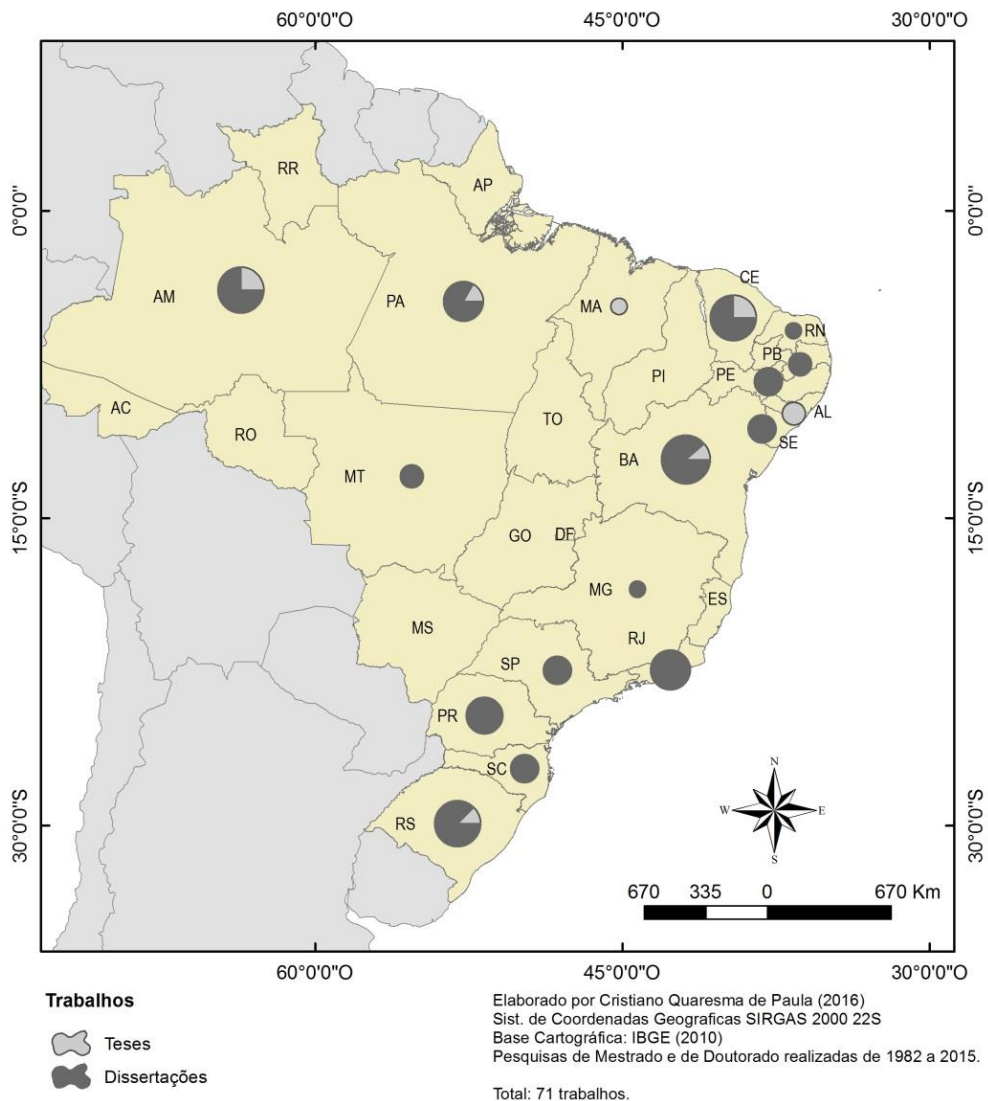 60°0'0"O 45°0'0"O 30°0'0"O
0°0'0"
15°0'0"S
30°0'0"S
RR
AP
AM
PA
MA
CE
RN
PB
PE
PI
AL
AC
TO
RO
SE
BA
MT
GO
DF
MG
ES
MS
RJ
SP
PR
SC
RS
N
W
E
S
670 335 0 670 Km
0°0'0"
15°0'0"S
30°0'0"S
60°0'0"O 45°0'0"O 30°0'0"O
Trabalhos
Teses
Dissertações
Elaborado por Cristiano Quaresma de Paula (2016)
Sist. de Coordenadas Geograficas SIRGAS 2000 22S
Base Cartográfica: IBGE (2010)
Pesquisas de Mestrado e de Doutorado realizadas de 1982 a 2015.
Total: 71 trabalhos.